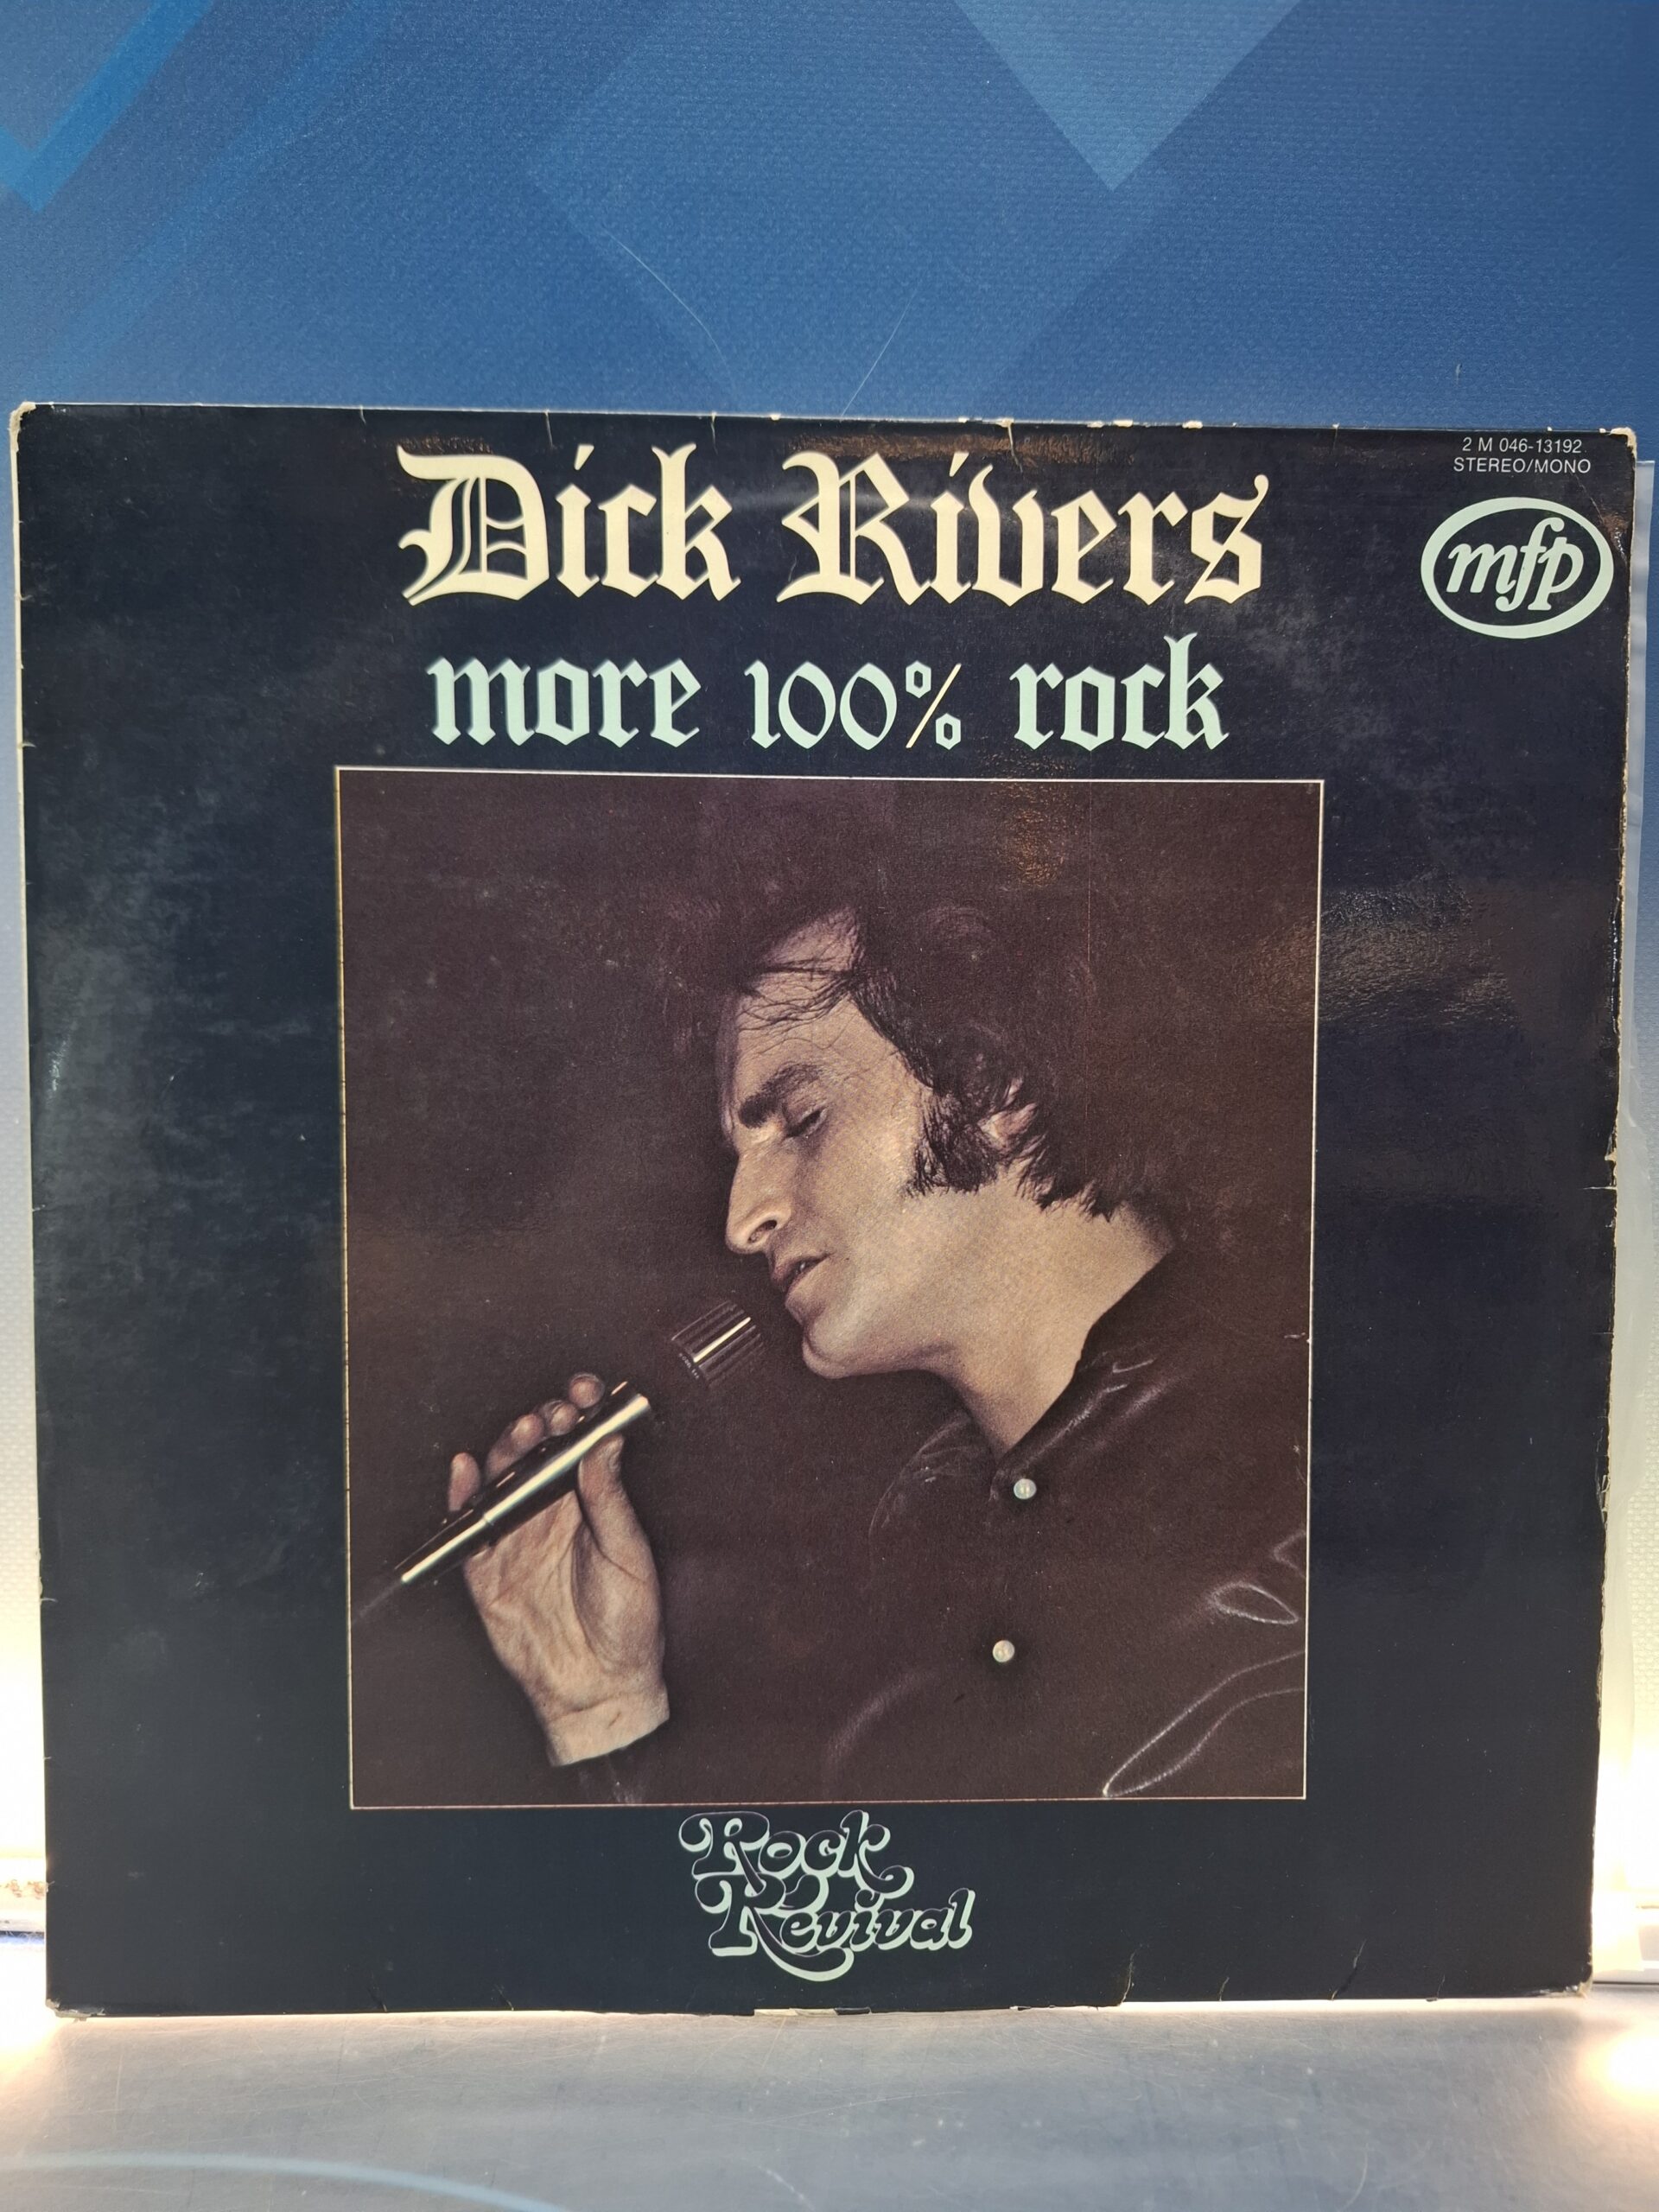 2 M 046-13192
STEREO/MONO
Dick Rivers
mfp
more 100% rock
Rock
Revival